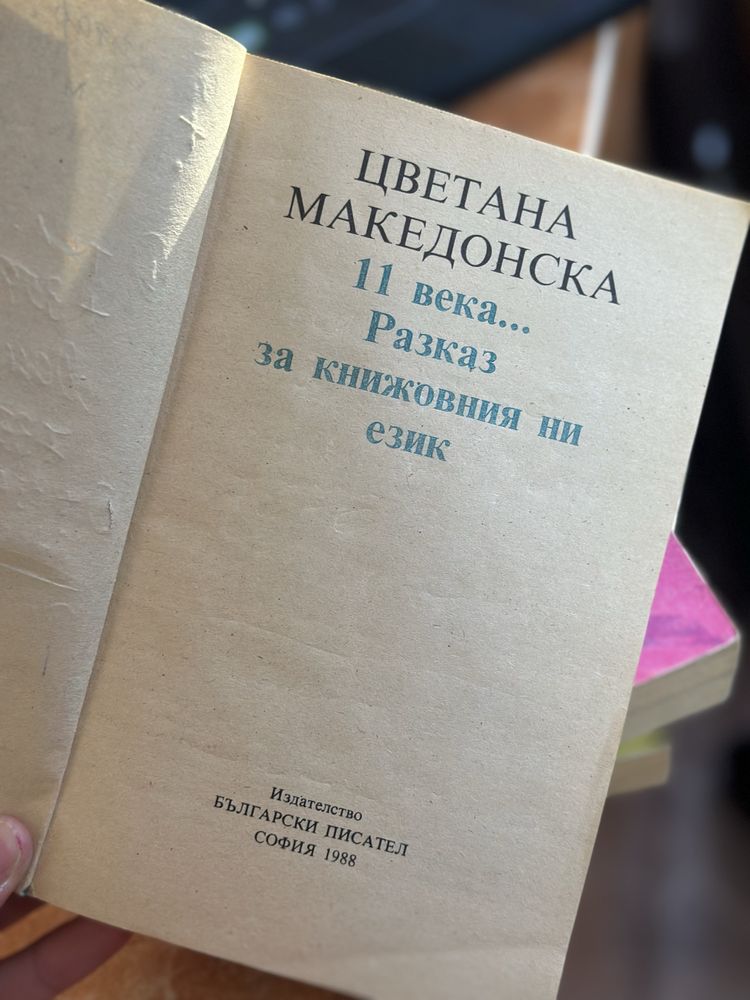 ЦВЕТАНА
МАКЕДОНСКА
11 века...
Разказ
за книжовния ни
език
Издателство
БЪЛГАРСКИ ПИСАТЕЛ
СОФИЯ 1988